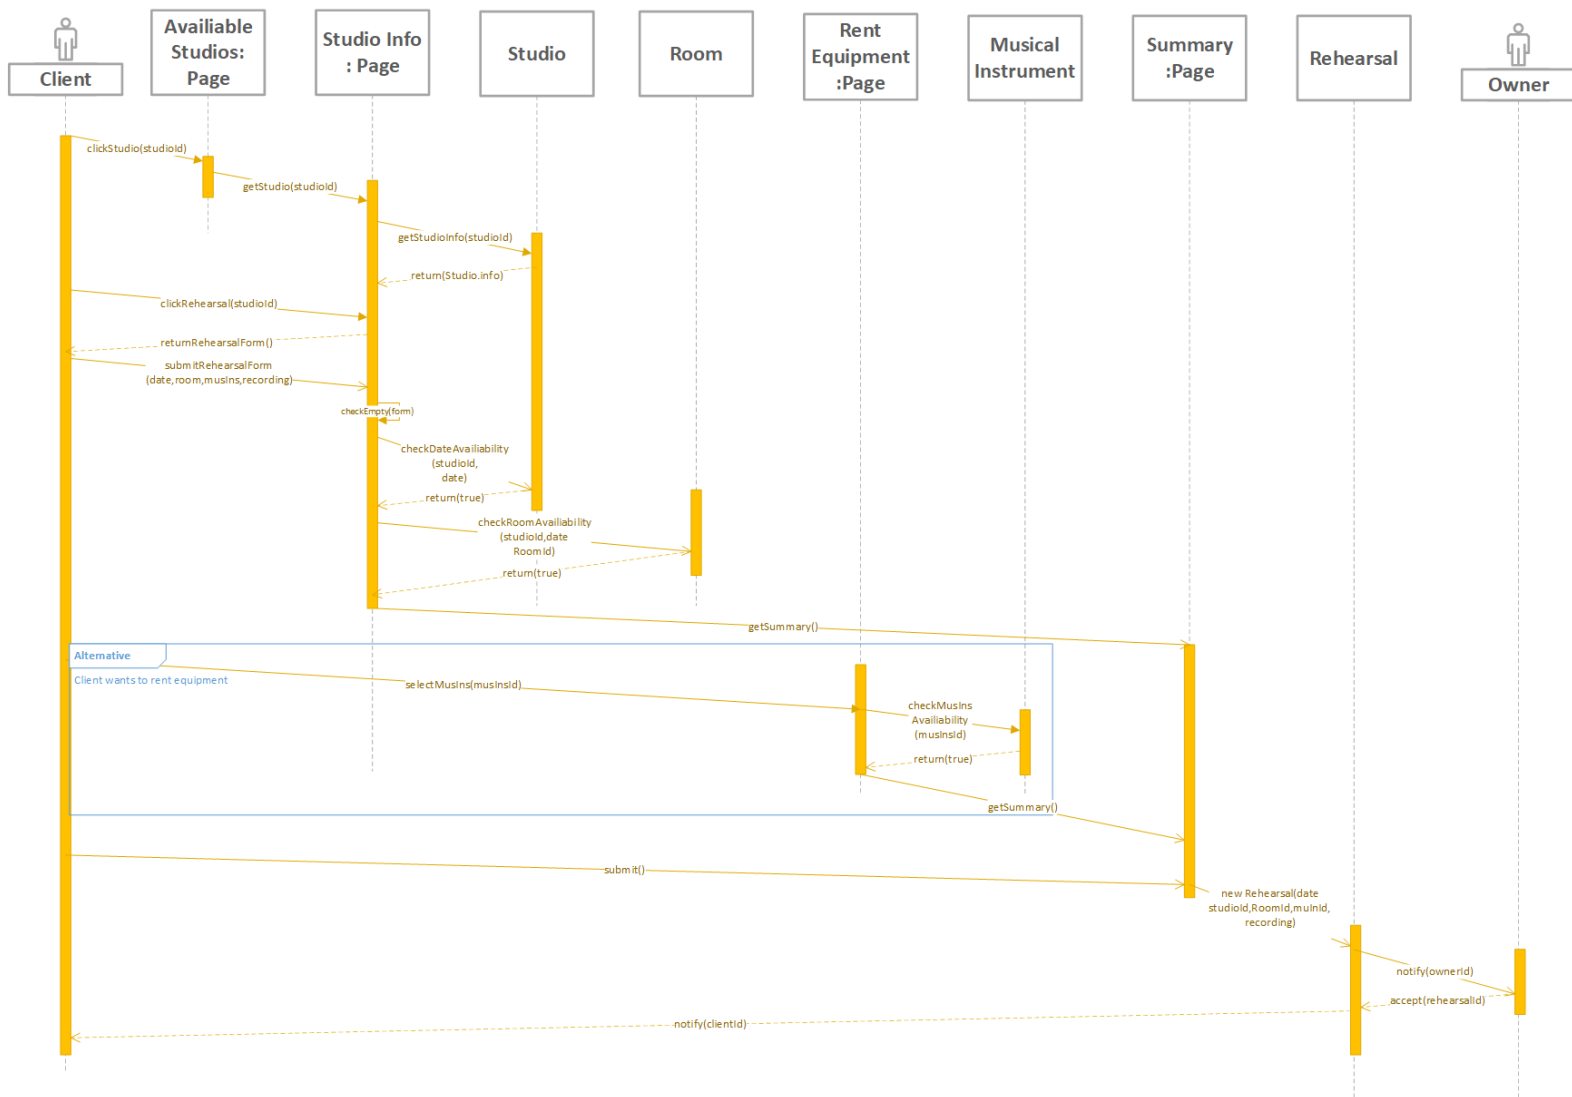 Client
Availiable
Studios:
Page
Studio Info
: Page
Studio
Room
Rent
Equipment
:Page
Musical
Instrument
Summary
:Page
Rehearsal
Owner
clickStudio(studioId)
getStudio(studioId)
getStudioInfo(studioId)
return(Studio.info)
clickRehearsal(studioId)
returnRehearsalForm()
submitRehearsalForm
(date,room,musIns,recording)
checkEmpty(form)
checkDateAvailiability
(studioId,
date)
return(true)
checkRoomAvailiability
(studioId,date
RoomId)
return(true)
getSummary()
Alternative
Client wants to rent equipment
selectMusIns(musInsId)
checkMusIns
Availiability
(musInsId)
return(true)
getSummary()
submit()
new Rehearsal(date
studioId,RoomId,muInId,
recording)
notify(ownerId)
accept(rehearsalId)
notify(clientId)